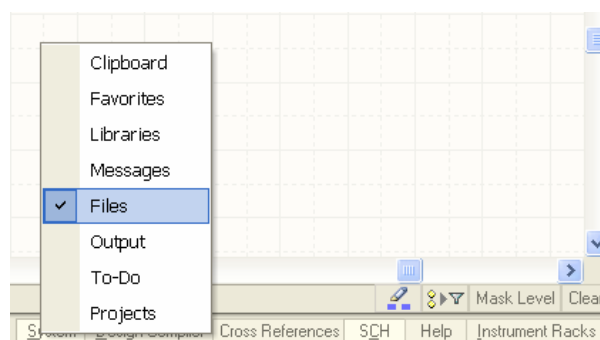 Clipboard
Favorites
Libraries
Messages
Files
Output
To-Do
Projects
Mask Level
Cross References SCH Help Instrument Racks